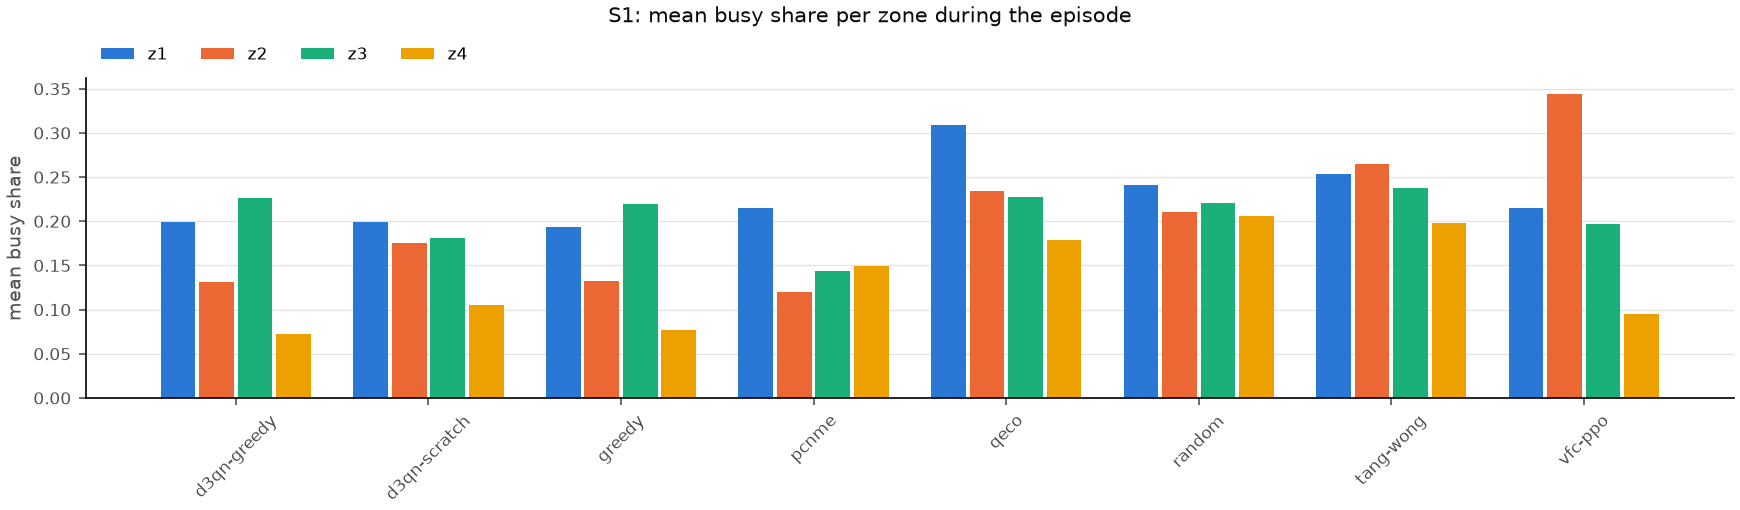 S1: mean busy share per zone during the episode
z1 z2 z3 z4
mean busy share
0.35
0.30
0.25
0.20
0.15
0.10
0.05
0.00
d3qn-greedy d3qn-scratch greedy pcnme qeco random tang-wong vfc-ppo